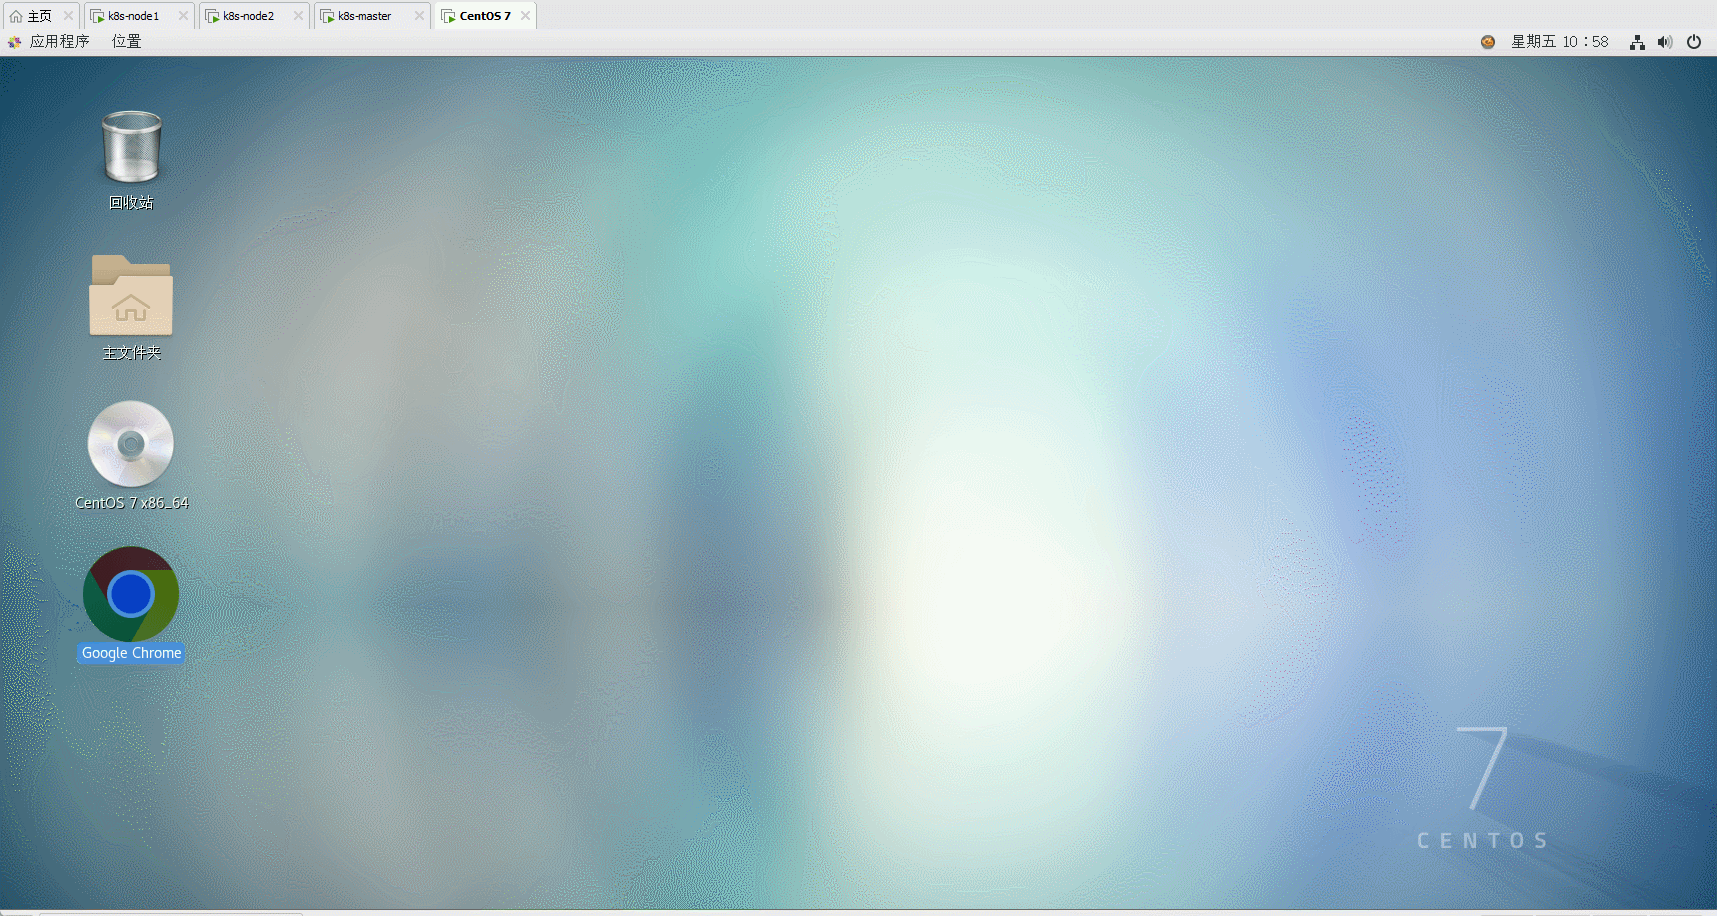 主页
k8s-node1
k8s-node2
k8s-master
CentOS 7
应用程序
位置
星期五 10：58
回收站
主文件夹
CentOS 7 x86_64
Google Chrome
7
CENTOS